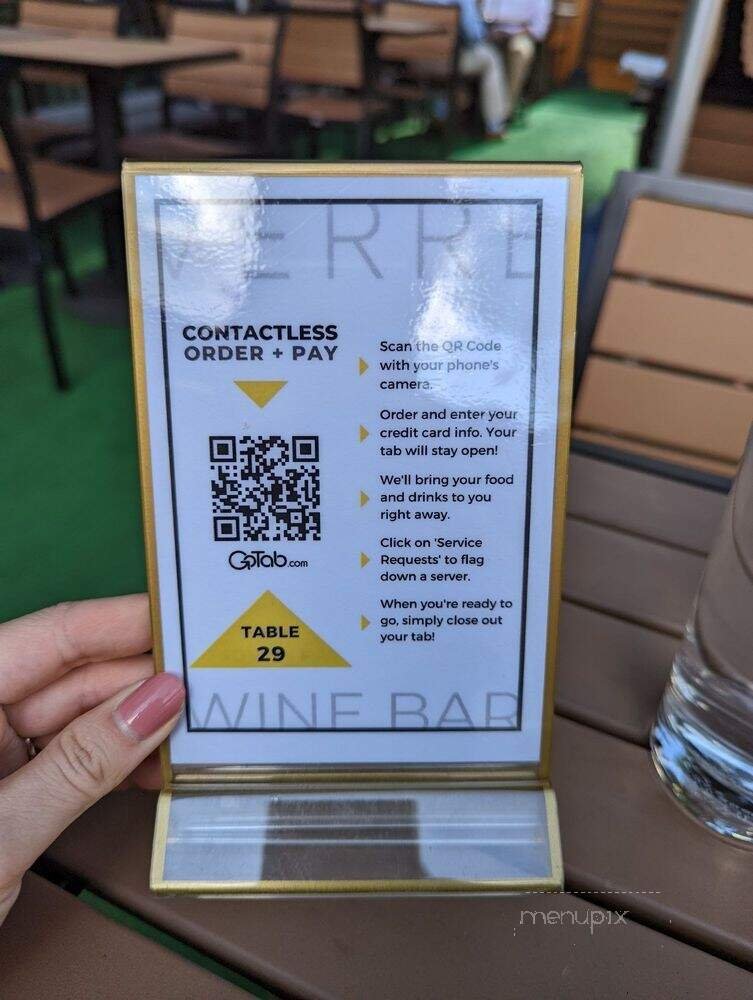 VERRE
CONTACTLESS
ORDER + PAY
GoTab.com
TABLE
29
Scan the QR Code
with your phone's
camera.
Order and enter your
credit card info. Your
tab will stay open!
We'll bring your food
and drinks to you
right away.
Click on 'Service
Requests' to flag
down a server.
When you're ready to
go, simply close out
your tab!
WINE BAR
menupix